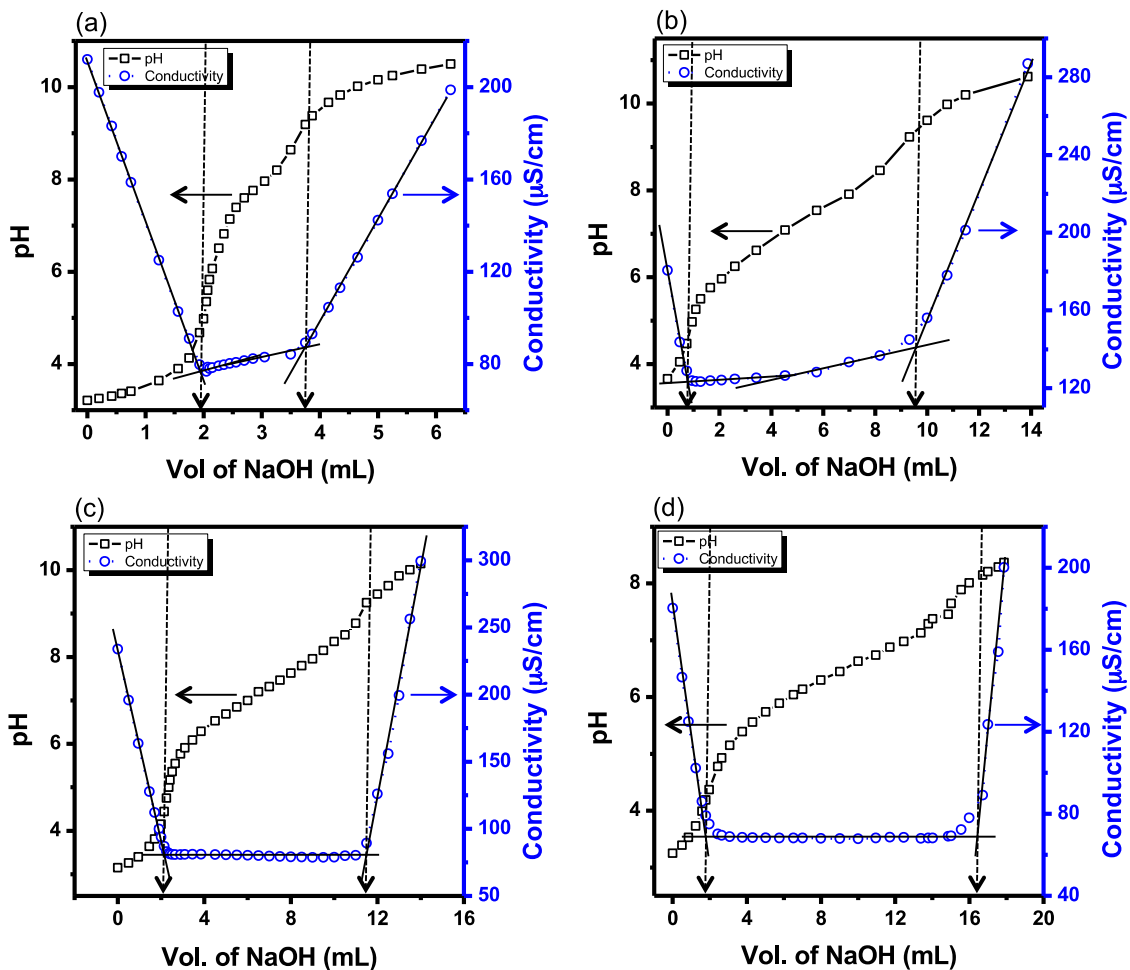 (a)
pH
Conductivity
10
8
6
4
pH
200
160
120
80
Conductivity (µS/cm)
0 1 2 3 4 5 6
Vol of NaOH (mL)
(b)
pH
Conductivity
10
8
6
4
pH
280
240
200
160
120
Conductivity (µS/cm)
0 2 4 6 8 10 12 14
Vol. of NaOH (mL)
(c)
pH
Conductivity
10
8
6
4
pH
300
250
200
150
100
50
Conductivity (µS/cm)
0 4 8 12 16
Vol. of NaOH (mL)
(d)
pH
Conductivity
8
6
4
pH
200
160
120
80
40
Conductivity (µS/cm)
0 4 8 12 16 20
Vol. of NaOH (mL)